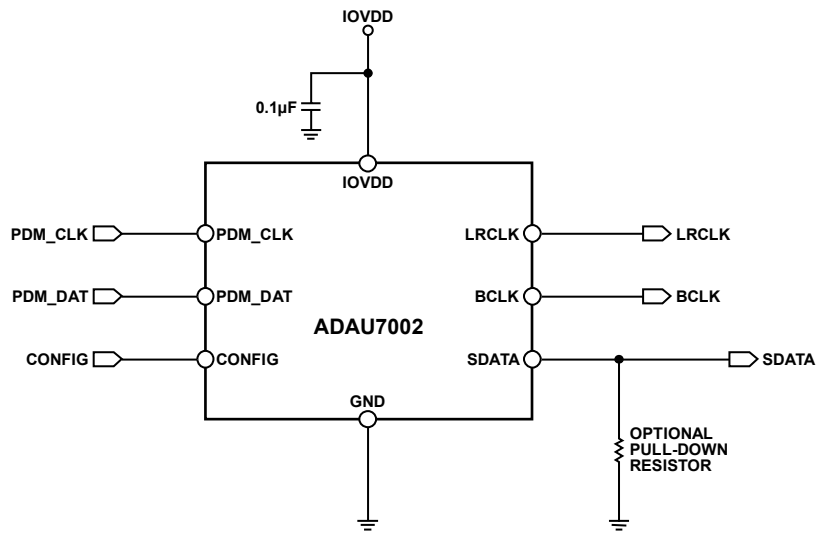 IOVDD
0.1µF
IOVDD
PDM_CLK PDM_CLK LRCLK LRCLK
PDM_DAT PDM_DAT BCLK BCLK
ADAU7002
CONFIG CONFIG SDATA SDATA
GND
OPTIONAL
PULL-DOWN
RESISTOR